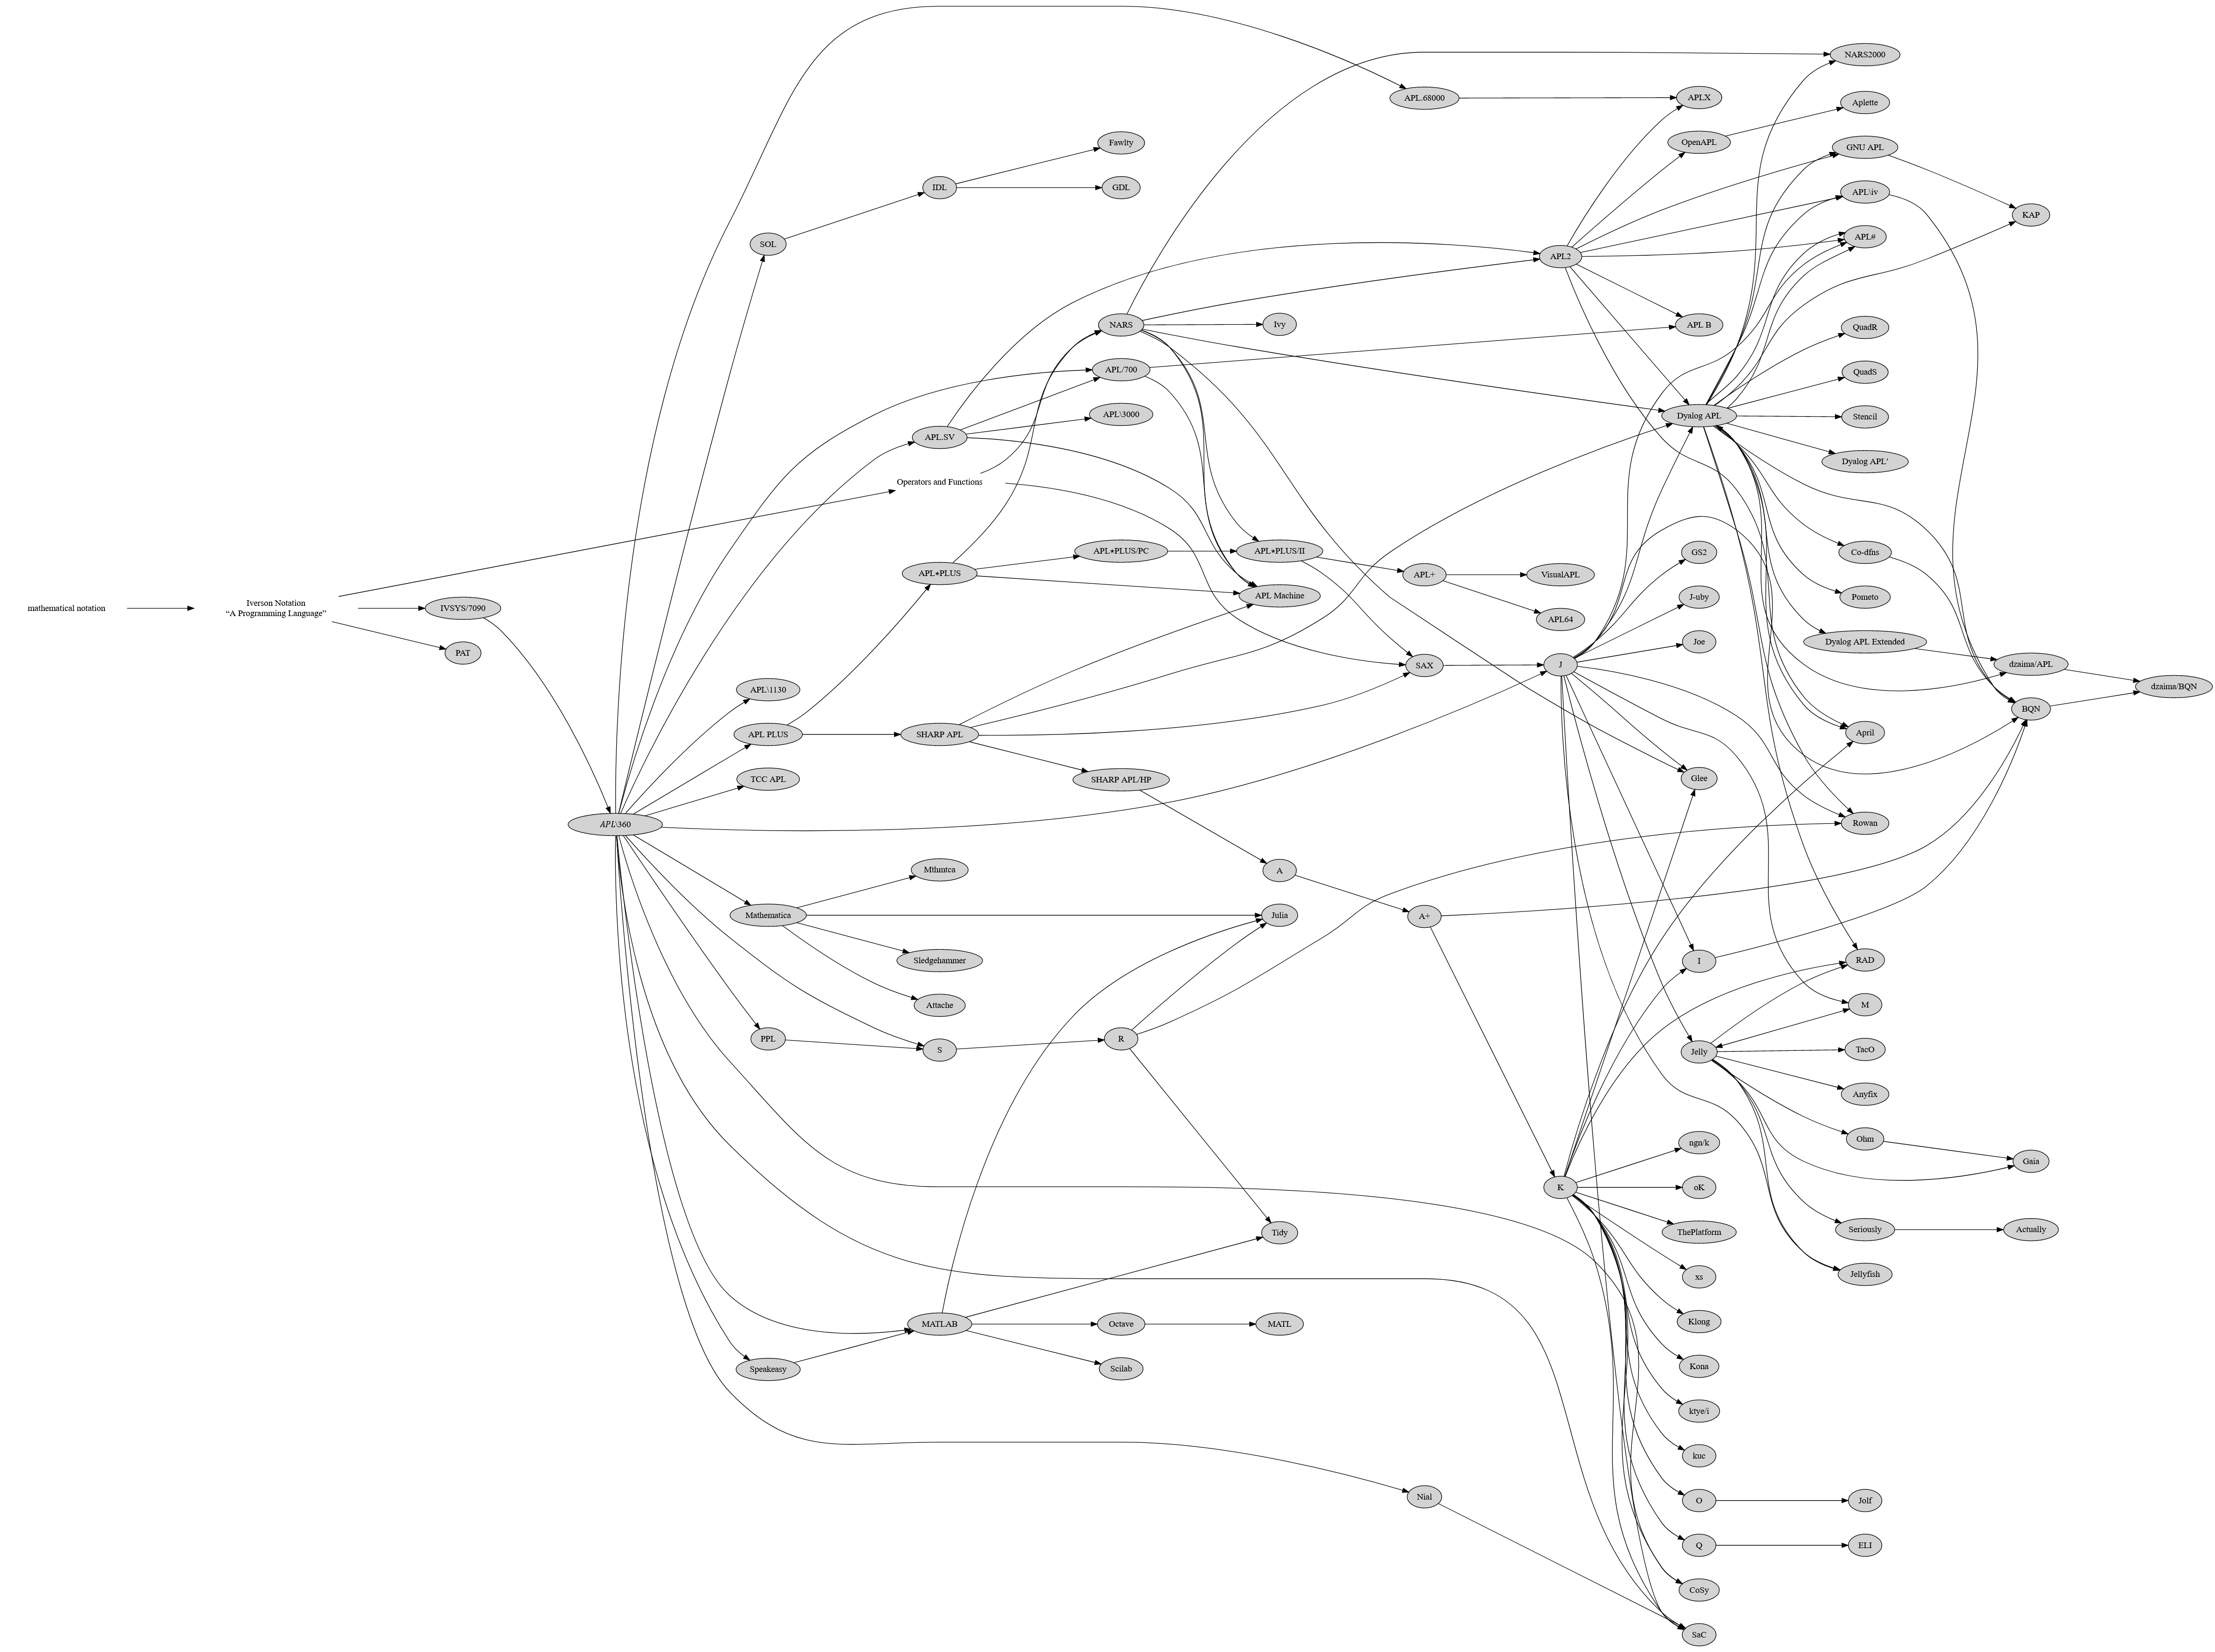 mathematical notation
Iverson Notation
“A Programming Language”
IVSYS/7090
PAT
APL\360
SOL
APL\1130
APL PLUS
TCC APL
Mathematica
PPL
Speakeasy
IDL
APL.SV
Operators and Functions
APL⋆PLUS
SHARP APL
Mthmtca
Sledgehammer
Attache
S
MATLAB
Fawlty
GDL
NARS
APL/700
APL\3000
APL⋆PLUS/PC
SHARP APL/HP
R
Octave
Scilab
Ivy
APL⋆PLUS/II
APL Machine
A
Julia
Tidy
MATL
APL.68000
APL+
SAX
A+
Nial
APL2
VisualAPL
APL64
J
K
APLX
OpenAPL
APL B
Dyalog APL
GS2
J-uby
Joe
Glee
I
Jelly
ngn/k
oK
ThePlatform
xs
Klong
Kona
ktye/i
kuc
O
Q
CoSy
SaC
NARS2000
Aplette
GNU APL
APL\iv
APL#
QuadR
QuadS
Stencil
Dyalog APL′
Co-dfns
Pometo
Dyalog APL Extended
April
Rowan
RAD
M
TacO
Anyfix
Ohm
Seriously
Jellyfish
Jolf
ELI
KAP
dzaima/APL
BQN
Gaia
Actually
dzaima/BQN